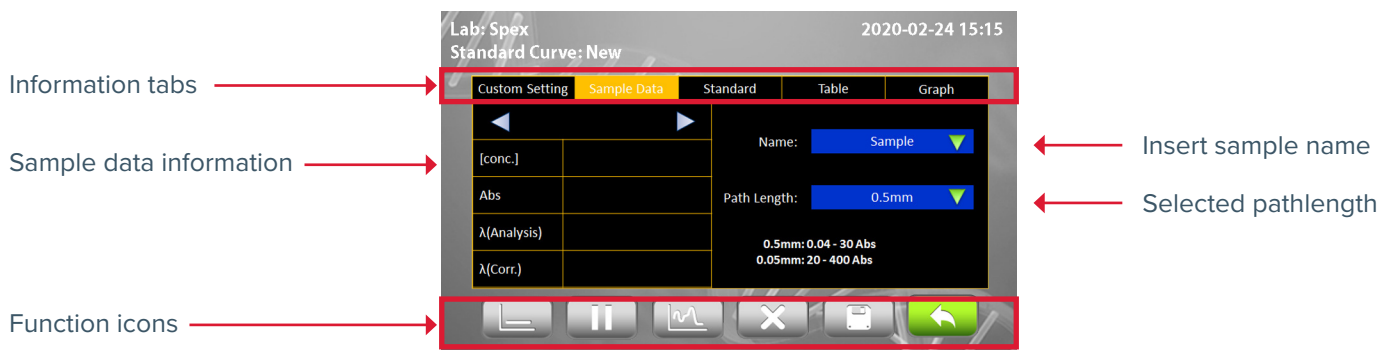 Lab: Spex
2020-02-24 15:15
Standard Curve: New
Information tabs
Custom Setting
Sample Data
Standard
Table
Graph
Sample data information
[conc.]
Abs
λ(Analysis)
λ(Corr.)
Name:
Sample
Insert sample name
Path Length:
0.5mm
Selected pathlength
0.5mm: 0.04 - 30 Abs
0.05mm: 20 - 400 Abs
Function icons